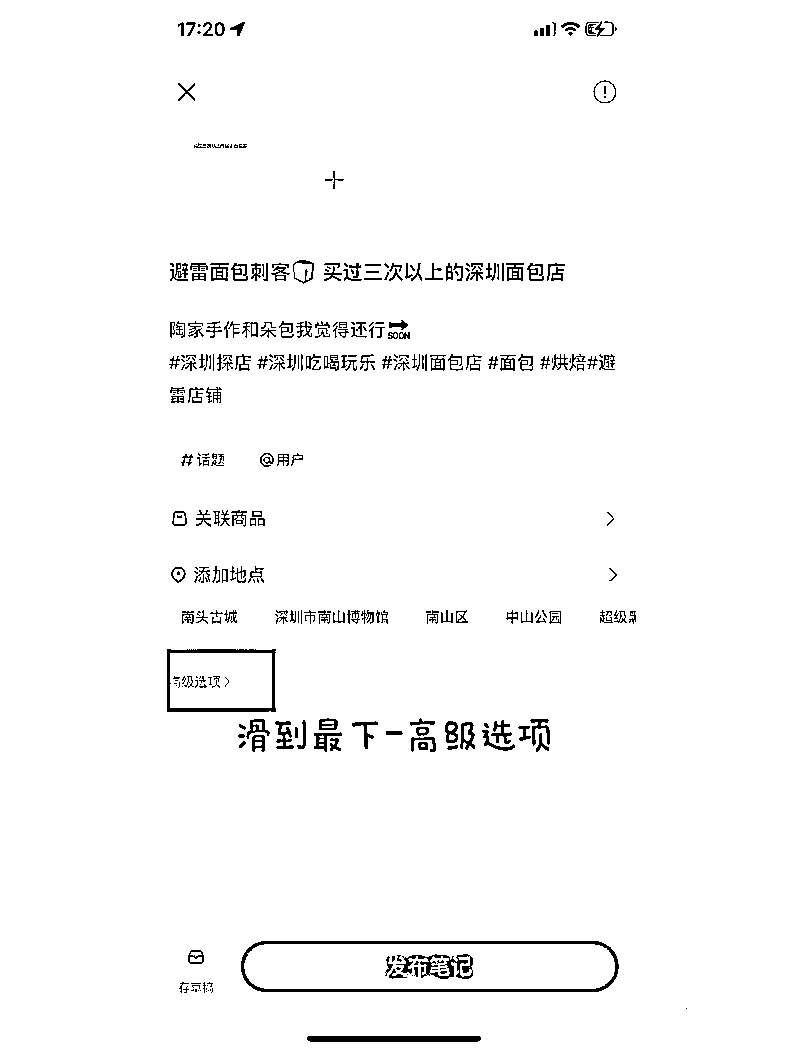 17:20
避雷面包刺客 买过三次以上的深圳面包店
陶家手作和朵包我觉得还行
SOON
#深圳探店 #深圳吃喝玩乐 #深圳面包店 #面包 #烘焙#避
雷店铺
# 话题 @用户
关联商品
添加地点
南头古城 深圳市南山博物馆 南山区 中山公园 超级
高级选项
滑到最下-高级选项
发布笔记
存草稿